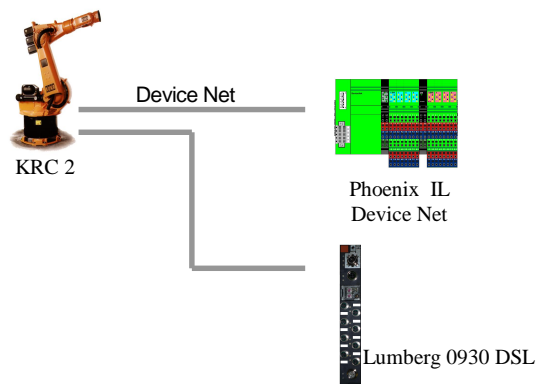 Device Net
KRC 2
Phoenix IL
Device Net
Lumberg 0930 DSL